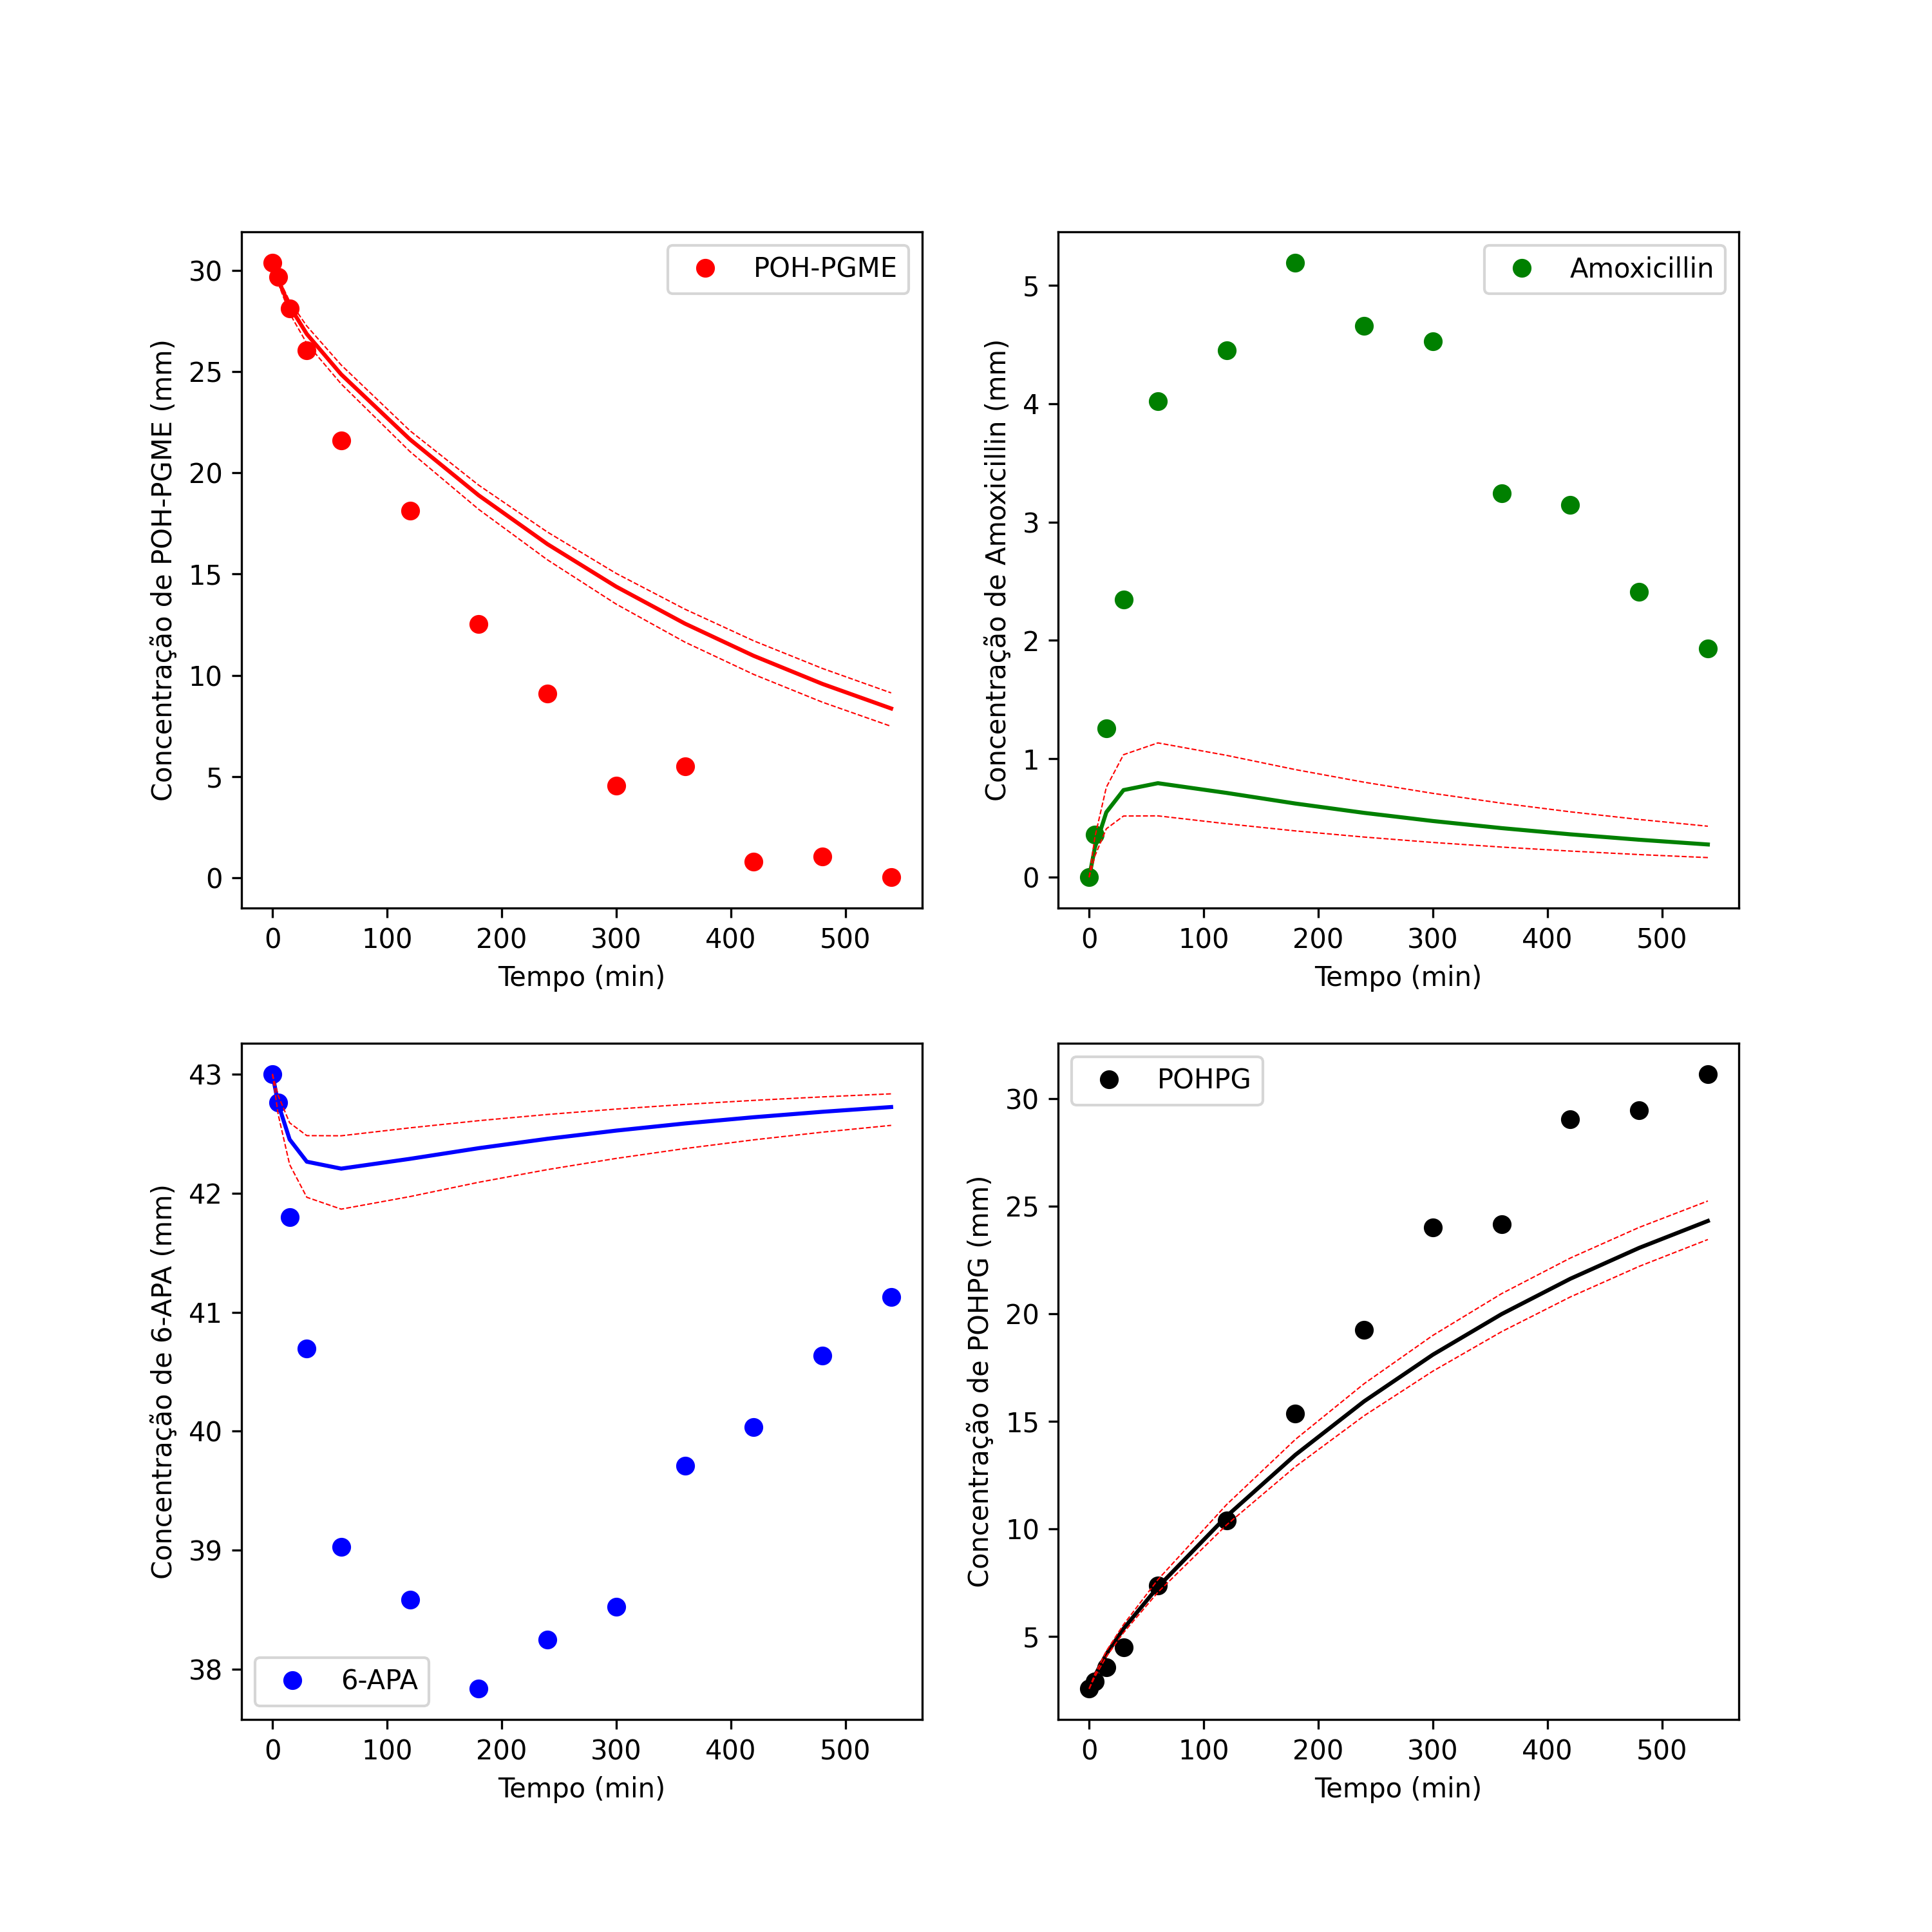 POH-PGME
Concentração de POH-PGME (mm)
30
25
20
15
10
5
0
0 100 200 300 400 500
Tempo (min)
Amoxicillin
Concentração de Amoxicillin (mm)
5
4
3
2
1
0
0 100 200 300 400 500
Tempo (min)
Concentração de 6-APA (mm)
43
42
41
40
39
38
6-APA
0 100 200 300 400 500
Tempo (min)
POHPG
Concentração de POHPG (mm)
30
25
20
15
10
5
0 100 200 300 400 500
Tempo (min)